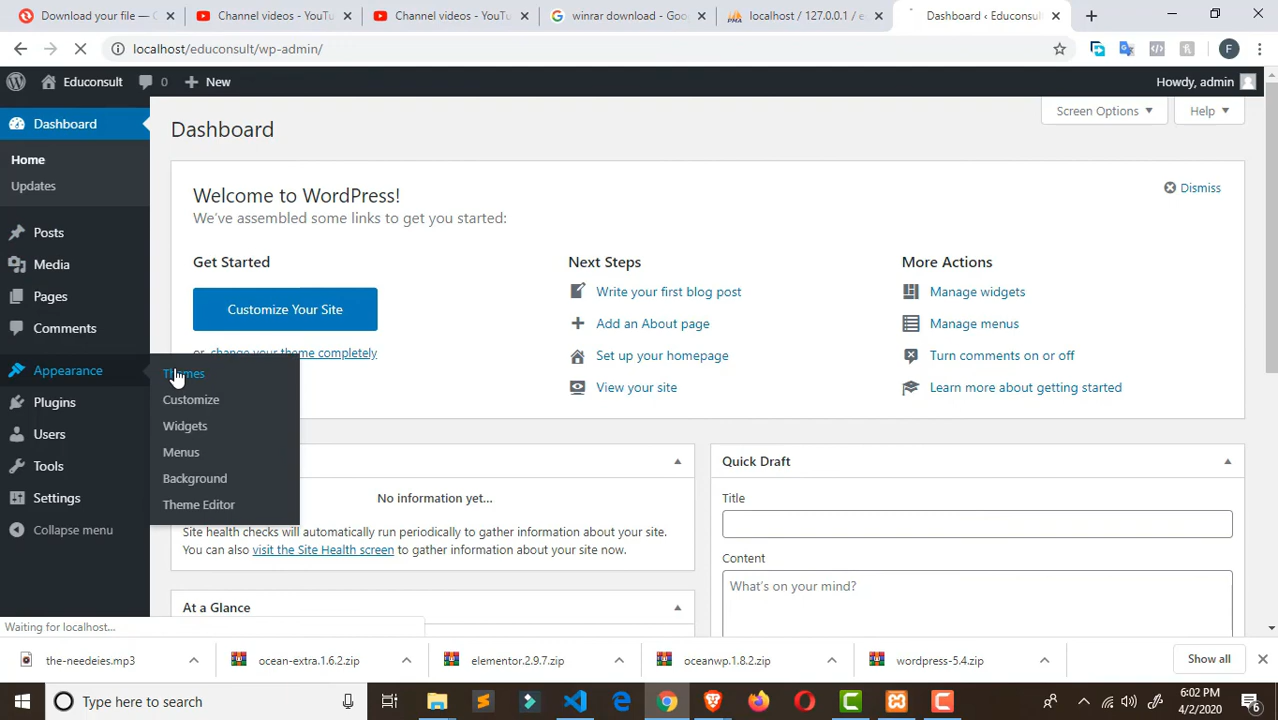 Download your file — C
Channel videos - YouTu
Channel videos - YouTu
winrar download - Goo
localhost / 127.0.0.1 / e
Dashboard ‹ Educonsult
localhost/educonsult/wp-admin/
F
Educonsult
0
New
Howdy, admin
Dashboard
Home
Updates
Posts
Media
Pages
Comments
Appearance
Plugins
Users
Tools
Settings
Collapse menu
Themes
Customize
Widgets
Menus
Background
Theme Editor
Dashboard
Screen Options
Help
Welcome to WordPress!
We've assembled some links to get you started:
Dismiss
Get Started
Customize Your Site
or, change your theme completely
Next Steps
Write your first blog post
Add an About page
Set up your homepage
View your site
More Actions
Manage widgets
Manage menus
Turn comments on or off
Learn more about getting started
No information yet...
Site health checks will automatically run periodically to gather information about your site.
You can also visit the Site Health screen to gather information about your site now.
At a Glance
Quick Draft
Title
Content
What's on your mind?
Waiting for localhost...
the-needeies.mp3
ocean-extra.1.6.2.zip
elementor.2.9.7.zip
oceanwp.1.8.2.zip
wordpress-5.4.zip
Show all
Type here to search
6:02 PM
4/2/2020
6